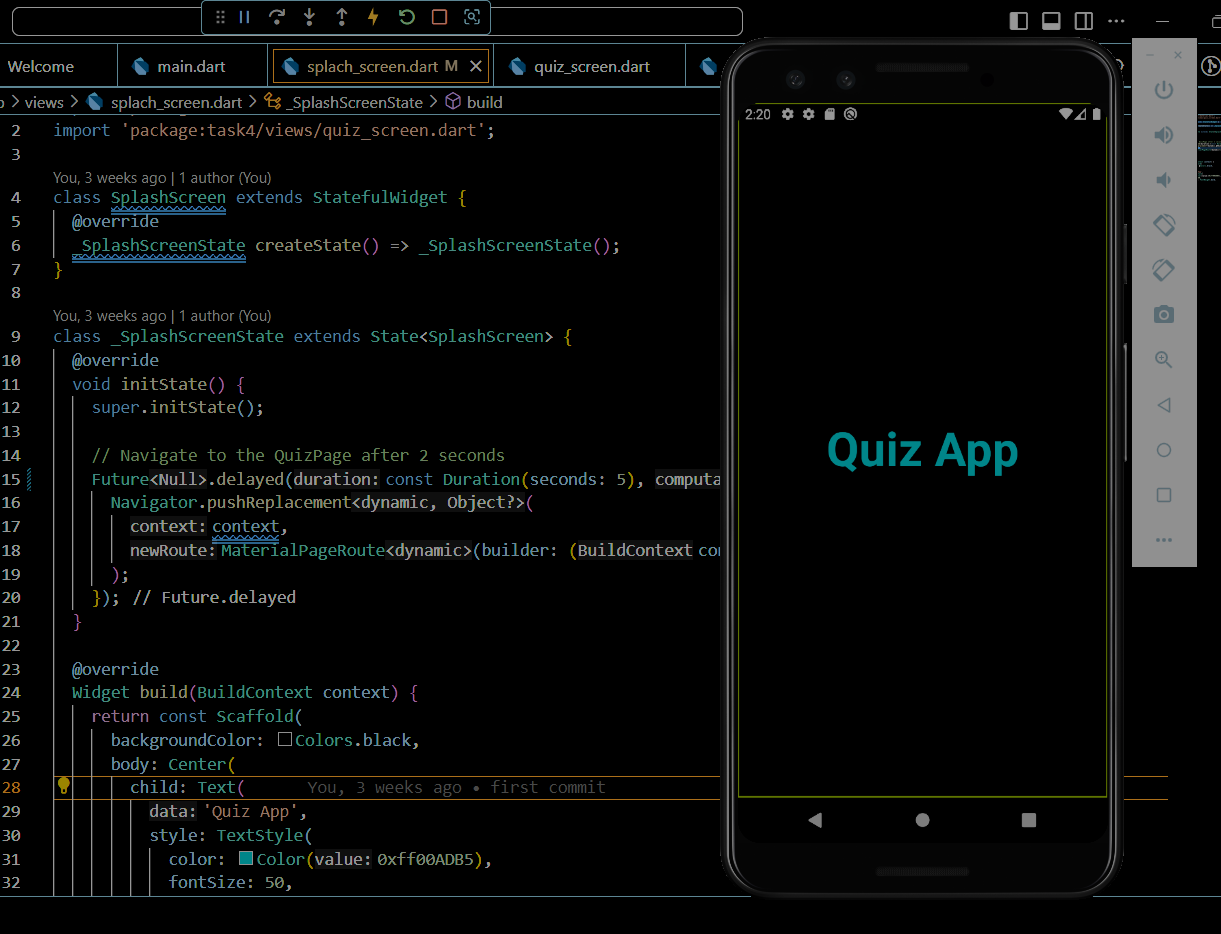 Welcome
main.dart
splach_screen.dart M
quiz_screen.dart
views > splach_screen.dart > _SplashScreenState > build
2 import 'package:task4/views/quiz_screen.dart';
3
You, 3 weeks ago | 1 author (You)
4 class SplashScreen extends StatefulWidget {
5 @override
6 _SplashScreenState createState() => _SplashScreenState();
7 }
8
You, 3 weeks ago | 1 author (You)
9 class _SplashScreenState extends State<SplashScreen> {
10 @override
11 void initState() {
12 super.initState();
13
14 // Navigate to the QuizPage after 2 seconds
15 Future<Null>.delayed(duration: const Duration(seconds: 5), computa
16 Navigator.pushReplacement<dynamic, Object?>(
17 context: context,
18 newRoute: MaterialPageRoute<dynamic>(builder: (BuildContext co
19 );
20 }); // Future.delayed
21 }
22
23 @override
24 Widget build(BuildContext context) {
25 return const Scaffold(
26 backgroundColor: Colors.black,
27 body: Center(
28 child: Text( You, 3 weeks ago • first commit
29 data: 'Quiz App',
30 style: TextStyle(
31 color: Color(value: 0xff00ADB5),
32 fontSize: 50,
2:20
Quiz App